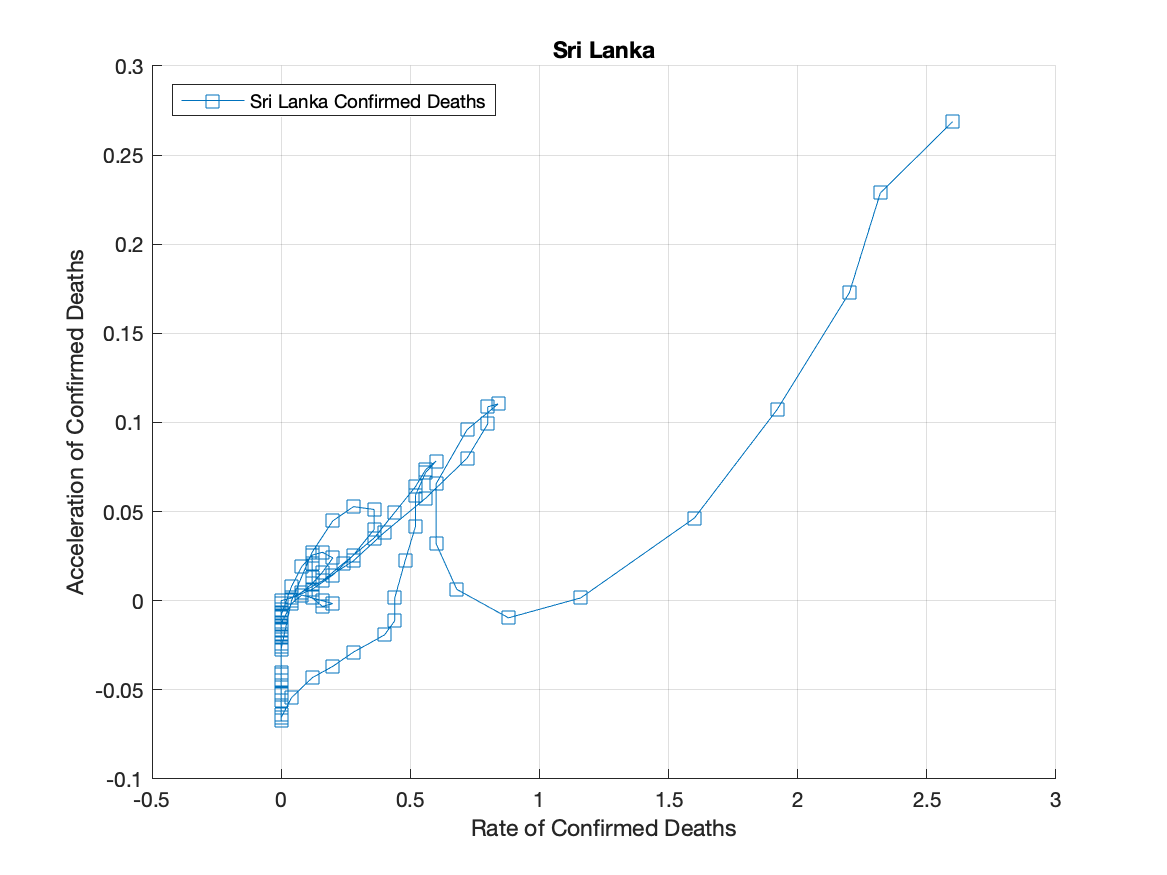 Sri Lanka
Sri Lanka Confirmed Deaths
0.3
0.25
0.2
0.15
0.1
0.05
0
-0.05
-0.1
Acceleration of Confirmed Deaths
-0.5 0 0.5 1 1.5 2 2.5 3
Rate of Confirmed Deaths